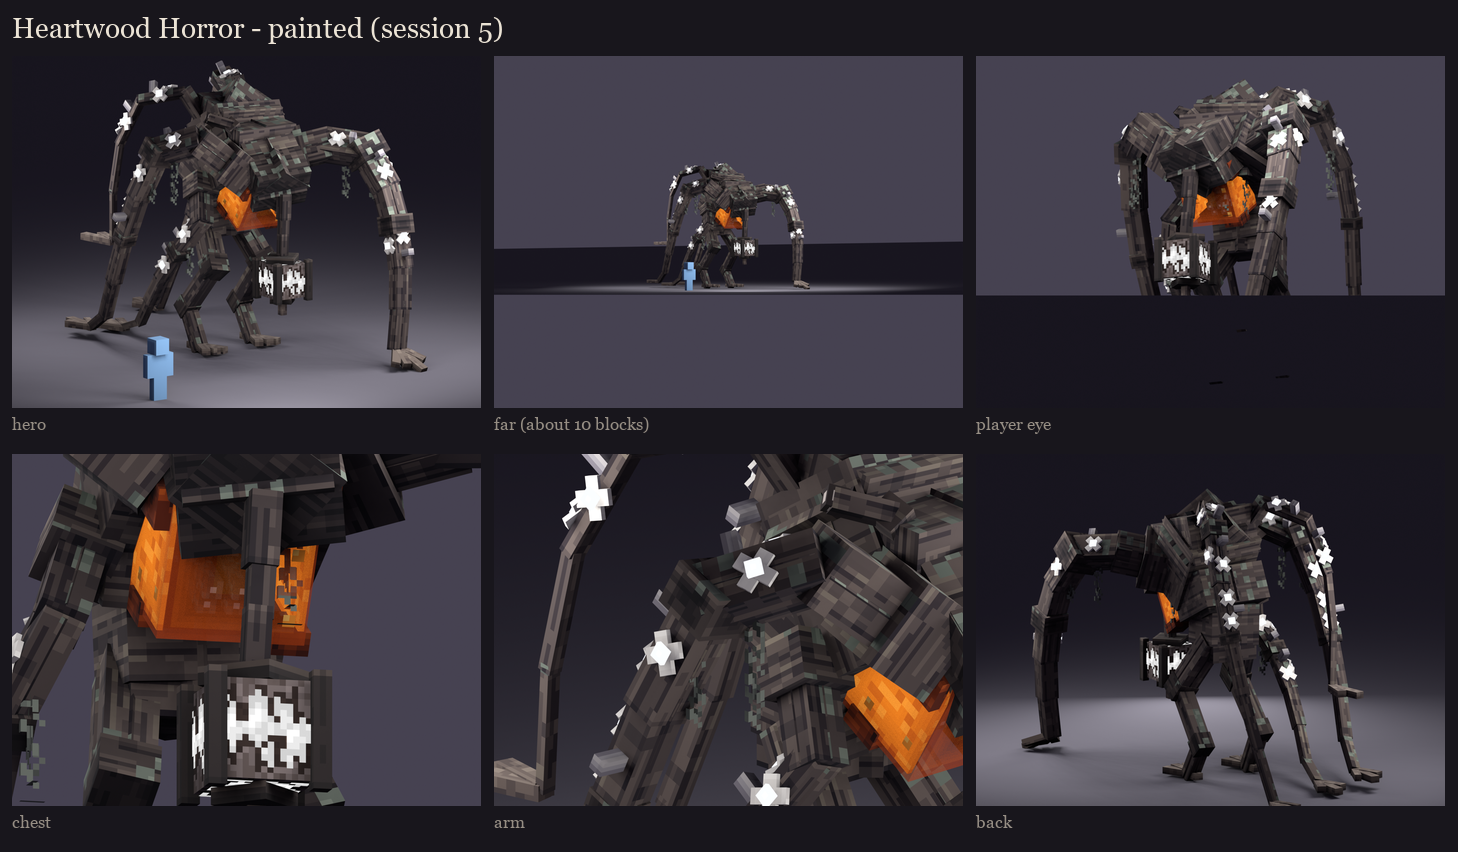 Heartwood Horror - painted (session 5)
hero
far (about 10 blocks)
player eye
chest
arm
back